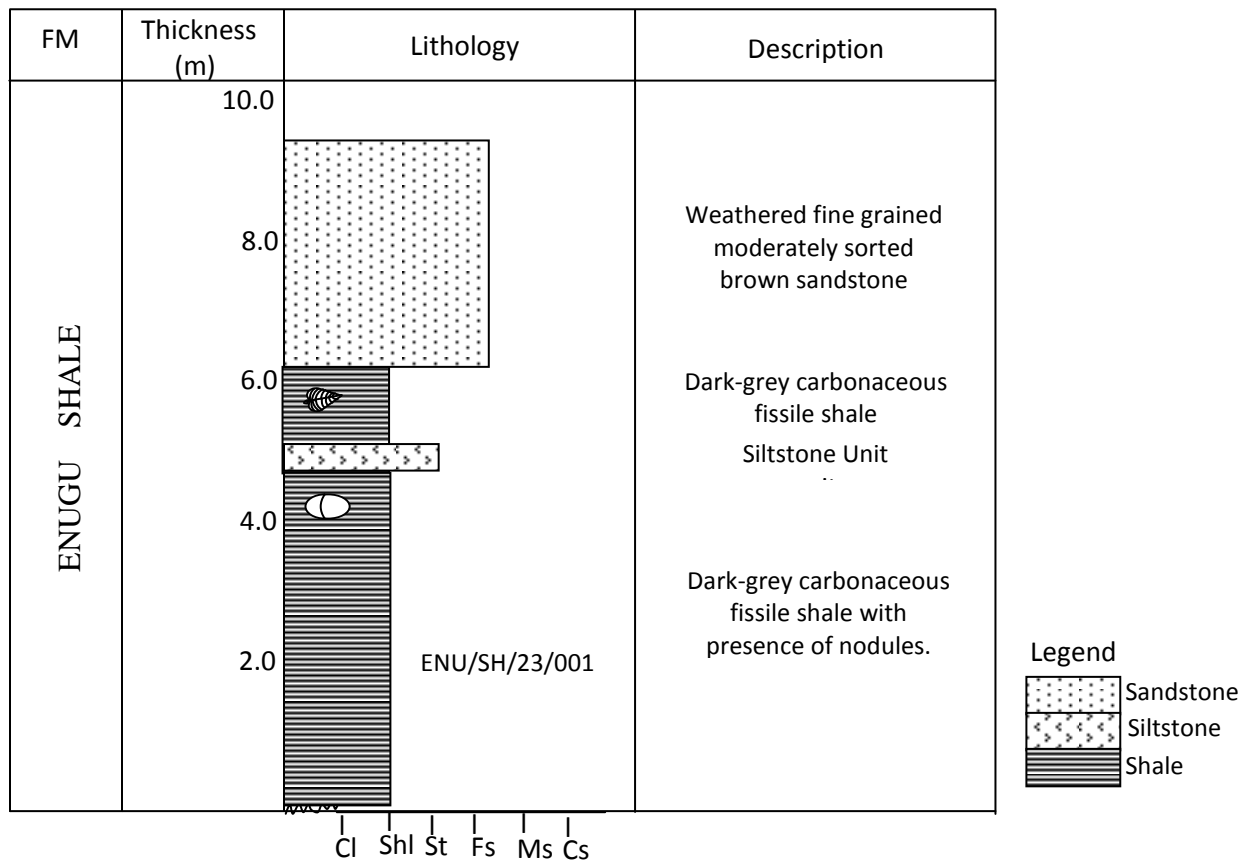 FM
Thickness
(m)
Lithology
Description
ENUGU SHALE
10.0
8.0
6.0
4.0
2.0
ENU/SH/23/001
Weathered fine grained
moderately sorted
brown sandstone
Dark-grey carbonaceous
fissile shale
Siltstone Unit
Dark-grey carbonaceous
fissile shale with
presence of nodules.
Cl Shl St Fs Ms Cs
Legend
Sandstone
Siltstone
Shale